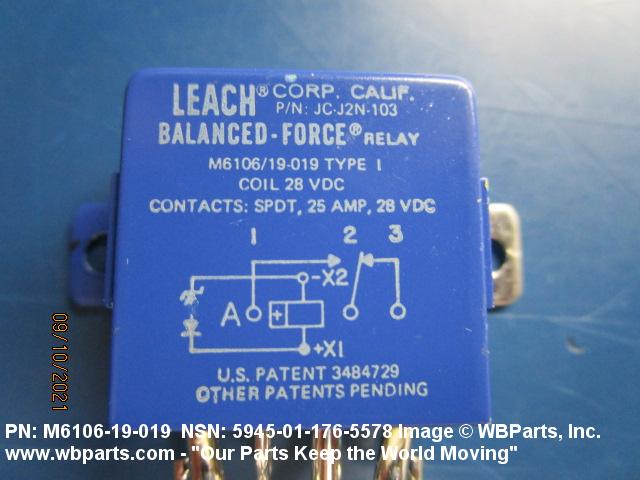 LEACH® CORP. CALIF.
P/N: JC-J2N-103
BALANCED-FORCE® RELAY
M6106/19-019 TYPE I
COIL 28 VDC
CONTACTS: SPDT, 25 AMP, 28 VDC
1 2 3
-X2
A +
+X1
U.S. PATENT 3484729
OTHER PATENTS PENDING
09/10/2021
PN: M6106-19-019 NSN: 5945-01-176-5578 Image © WBParts, Inc.
www.wbparts.com - "Our Parts Keep the World Moving"